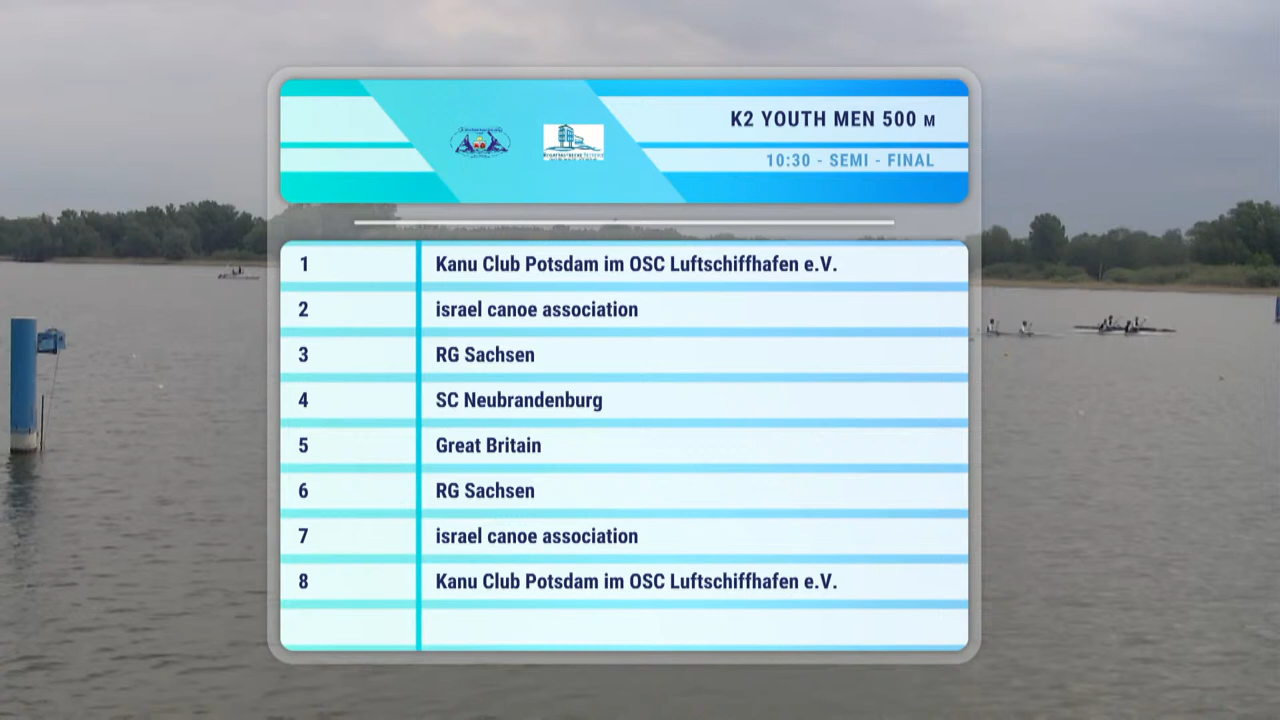 K2 YOUTH MEN 500 M
10:30 - SEMI - FINAL
1 Kanu Club Potsdam im OSC Luftschiffhafen e.V.
2 israel canoe association
3 RG Sachsen
4 SC Neubrandenburg
5 Great Britain
6 RG Sachsen
7 israel canoe association
8 Kanu Club Potsdam im OSC Luftschiffhafen e.V.